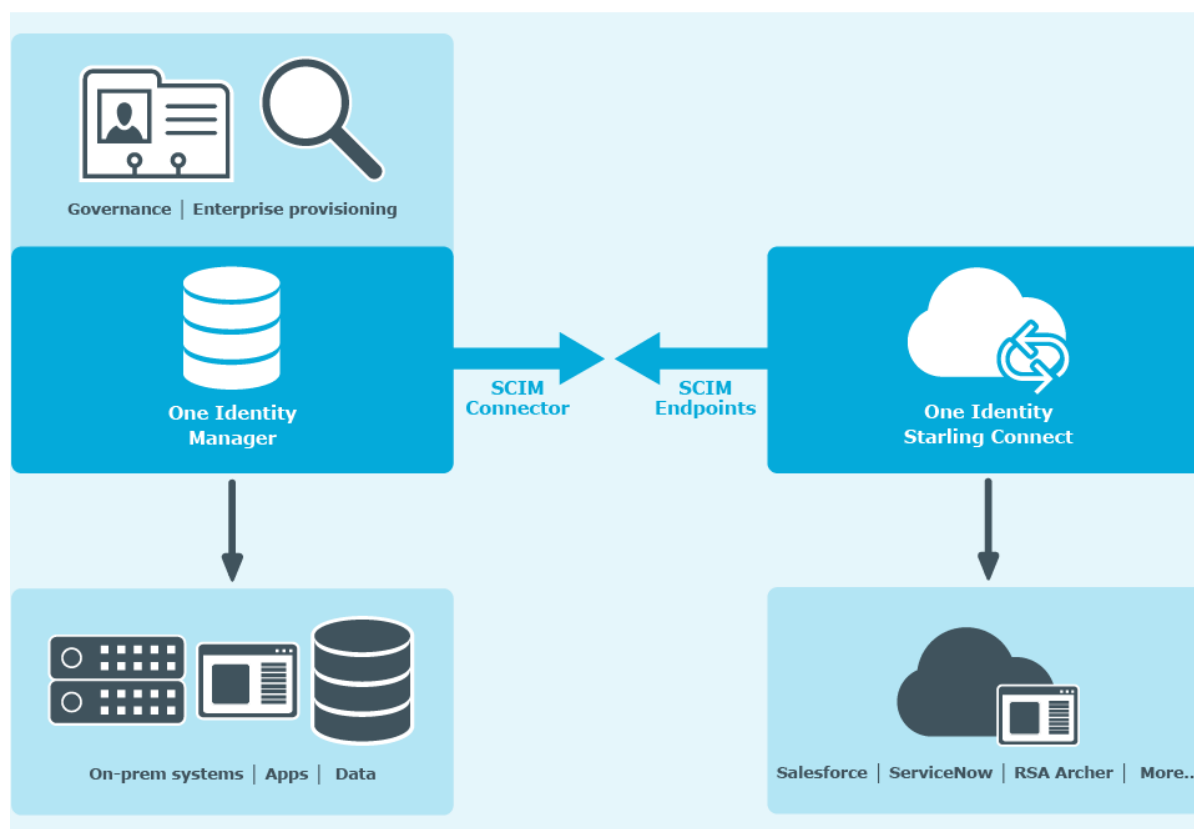 Governance | Enterprise provisioning
One Identity
Manager
SCIM
Connector
SCIM
Endpoints
One Identity
Starling Connect
On-prem systems | Apps | Data
Salesforce | ServiceNow | RSA Archer | More..